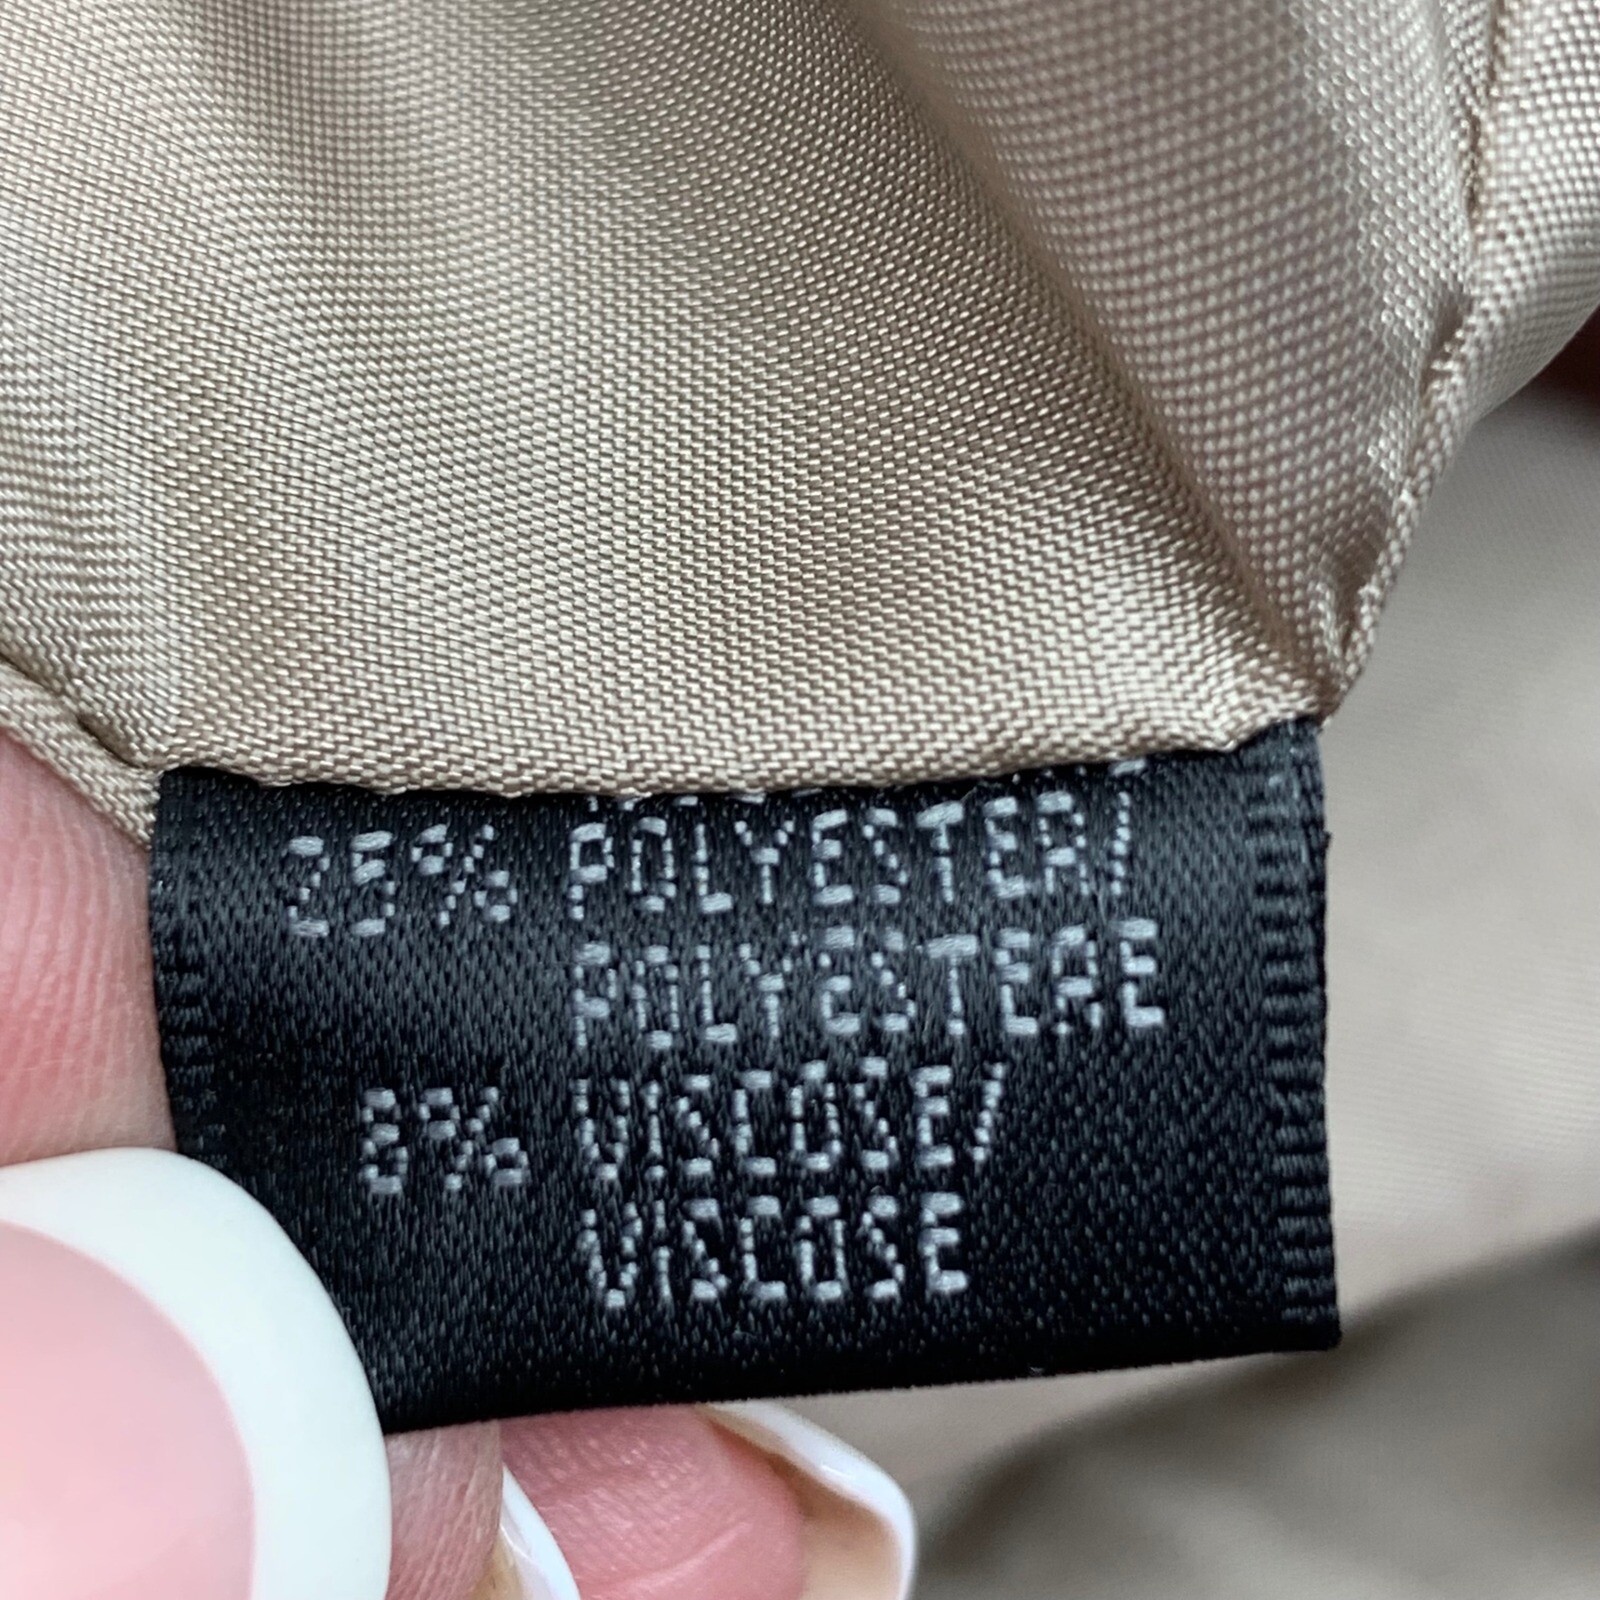 25% POLYESTER/
POLYESTERE
8% VISCOSE/
VISCOSE